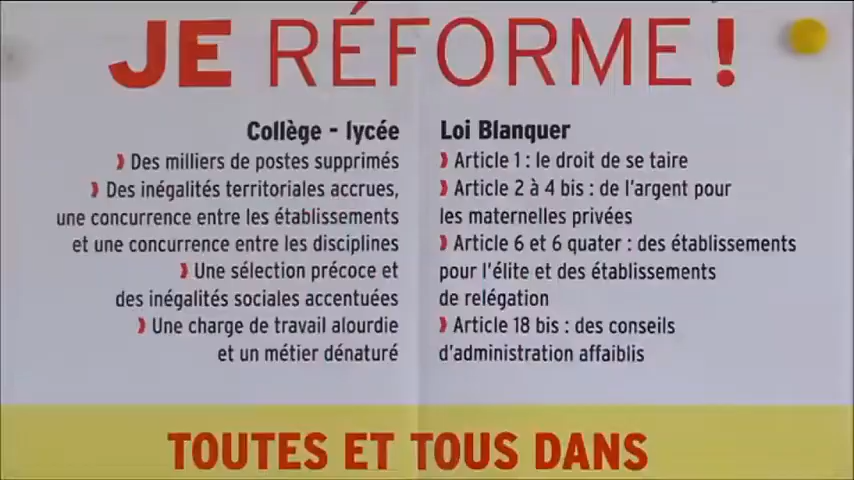 JE RÉFORME !
Collège - lycée
❫ Des milliers de postes supprimés
❫ Des inégalités territoriales accrues,
une concurrence entre les établissements
et une concurrence entre les disciplines
❫ Une sélection précoce et
des inégalités sociales accentuées
❫ Une charge de travail alourdie
et un métier dénaturé
Loi Blanquer
❫ Article 1 : le droit de se taire
❫ Article 2 à 4 bis : de l'argent pour
les maternelles privées
❫ Article 6 et 6 quater : des établissements
pour l'élite et des établissements
de relégation
❫ Article 18 bis : des conseils
d'administration affaiblis
TOUTES ET TOUS DANS